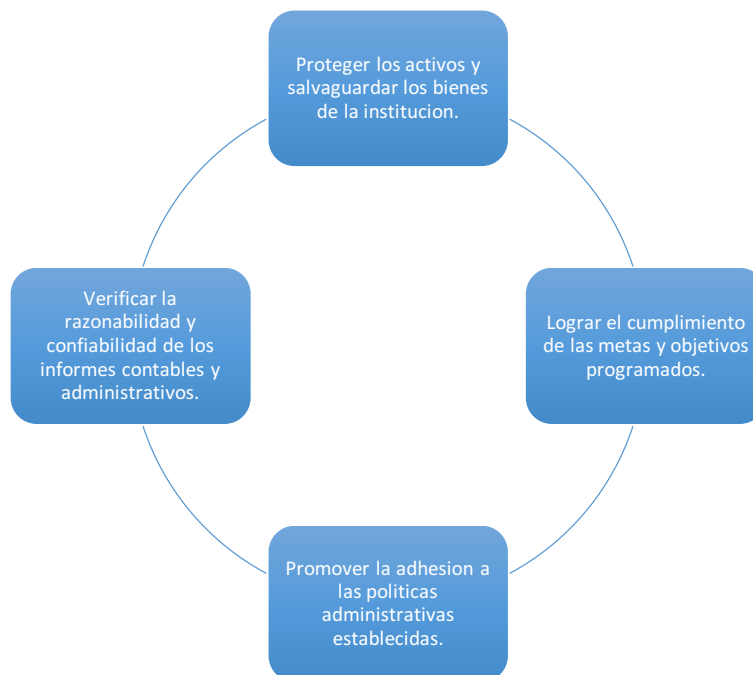 Proteger los activos y
salvaguardar los bienes
de la institucion.
Lograr el cumplimiento
de las metas y objetivos
programados.
Promover la adhesion a
las politicas
administrativas
establecidas.
Verificar la
razonabilidad y
confiabilidad de los
informes contables y
administrativos.